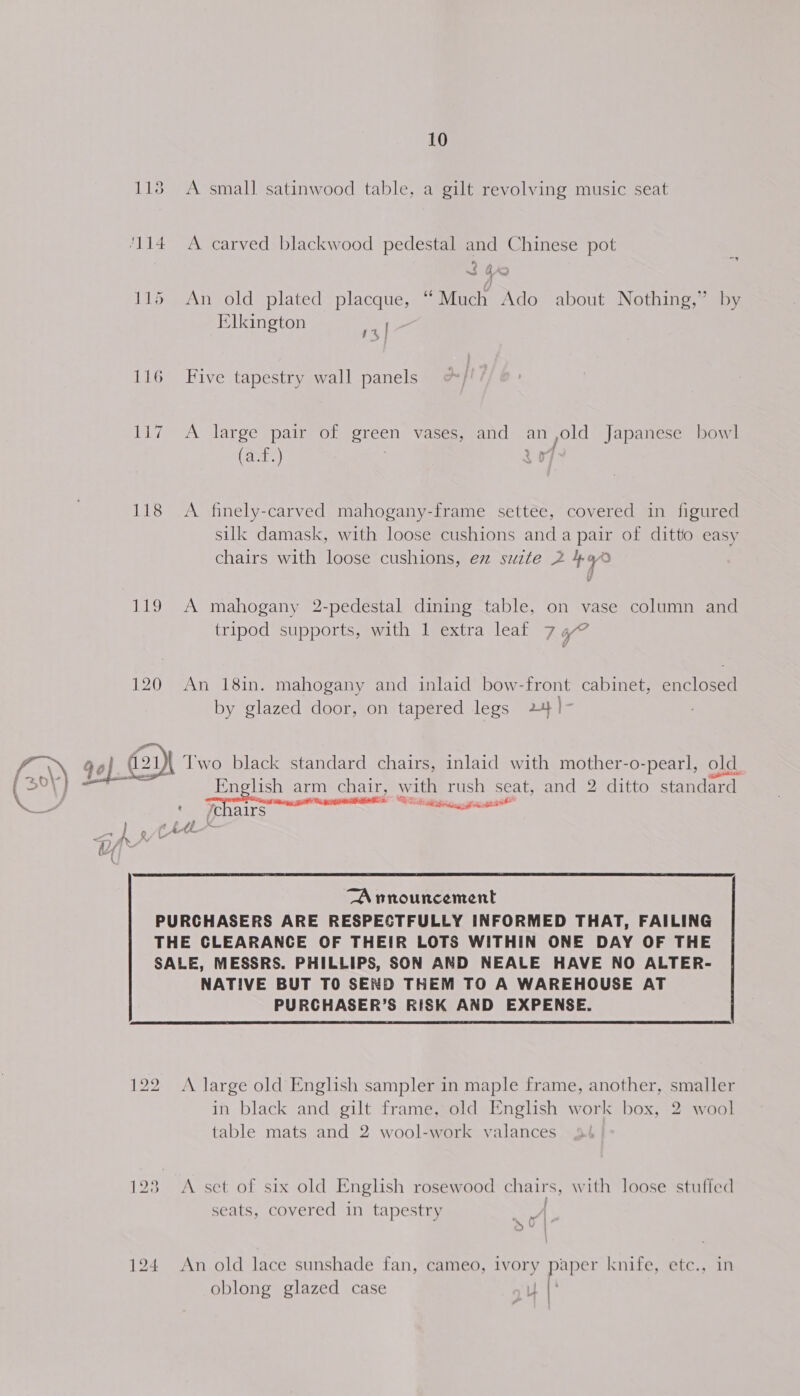 10
113 A small satinwood table, a gilt revolving music seat
114 A carved blackwood pedestal and Chinese pot
115 An old plated placque, “Much Ado about Nothing,” by
Elkington
116 Five tapestry wall panels
117 A large pair of green vases, and an old Japanese bowl
(a.f.)
118 A finely-carved mahogany-frame settee, covered in figured
silk damask, with loose cushions and a pair of ditto easy
chairs with loose cushions, en suite
119 A mahogany 2-pedestal dining table, on vase column and
tripod supports, with 1 extra leaf
120 An 18in. mahogany and inlaid bow-front cabinet, enclosed
by glazed door, on tapered legs 24/-
121 Two black standard chairs, inlaid with mother-o-pearl, old
English arm chair, with rush seat, and 2 ditto standard
chairs
Announcement
PURCHASERS ARE RESPECTFULLY INFORMED THAT, FAILING
THE CLEARANCE OF THEIR LOTS WITHIN ONE DAY OF THE
SALE, MESSRS. PHILLIPS, SON AND NEALE HAVE NO ALTER-
NATIVE BUT TO SEND THEM TO A WAREHOUSE AT
PURCHASER’S RISK AND EXPENSE.
122 A large old English sampler in maple frame, another, smaller
in black and gilt frame, old English work box, 2 wool
table mats and 2 wool-work valances
123 A set of six old English rosewood chairs, with loose stuffed
seats, covered in tapestry
124 An old lace sunshade fan, cameo, ivory paper knife, etc., in
oblong glazed case